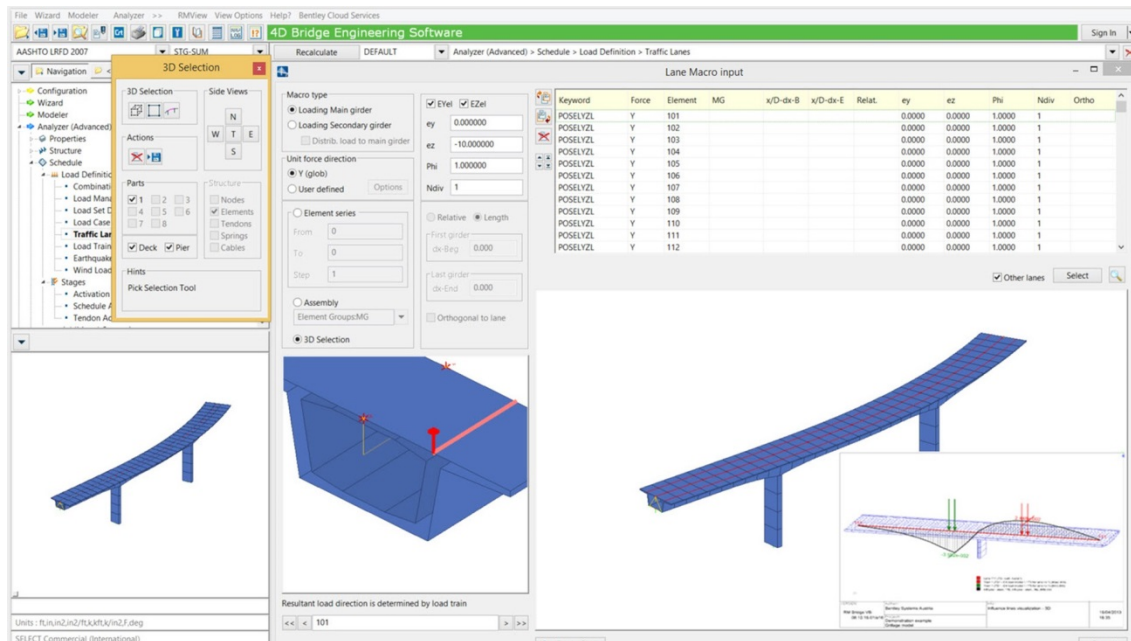 File Wizard Modeler Analyzer >> RMView View Options Help? Bentley Cloud Services
4D Bridge Engineering Software
Sign In
AASHTO LRFD 2007
STG-SUM
Recalculate
DEFAULT
Analyzer (Advanced) > Schedule > Load Definition > Traffic Lanes
Navigation
Configuration
Wizard
Modeler
Analyzer (Advanced)
Properties
Structure
Schedule
Load Definitio
Combinatio
Load Mana
Load Set D
Load Case
Traffic Lan
Load Train
Earthquake
Wind Load
Stages
Activation
Schedule A
Tendon Ac
3D Selection
x
3D Selection
Side Views
N
W T E
S
Actions
Parts
1 2 3
4 5 6
7 8
Deck Pier
Structure
Nodes
Elements
Tendons
Springs
Cables
Hints
Pick Selection Tool
Units : ft,in,in2,in2/ft,k,kft,k/in2,F,deg
SELECT Commercial (International)
Lane Macro input
Macro type
Loading Main girder
Loading Secondary girder
Distrib. load to main girder
Unit force direction
Y (glob)
User defined
Options
Element series
From 0
To 0
Step 1
Assembly
Element Groups:MG
3D Selection
EYel EZel
ey 0.000000
ez -10.000000
Phi 1.000000
Ndiv 1
Relative Length
First girder
dx-Beg 0.000
Last girder
dx-End 0.000
Orthogonal to lane
Keyword Force Element MG x/D-dx-B x/D-dx-E Relat. ey ez Phi Ndiv Ortho
POSELYZL Y 101 0.0000 0.0000 1.0000 1
POSELYZL Y 102 0.0000 0.0000 1.0000 1
POSELYZL Y 103 0.0000 0.0000 1.0000 1
POSELYZL Y 104 0.0000 0.0000 1.0000 1
POSELYZL Y 105 0.0000 0.0000 1.0000 1
POSELYZL Y 106 0.0000 0.0000 1.0000 1
POSELYZL Y 107 0.0000 0.0000 1.0000 1
POSELYZL Y 108 0.0000 0.0000 1.0000 1
POSELYZL Y 109 0.0000 0.0000 1.0000 1
POSELYZL Y 110 0.0000 0.0000 1.0000 1
POSELYZL Y 111 0.0000 0.0000 1.0000 1
POSELYZL Y 112 0.0000 0.0000 1.0000 1
Other lanes
Select
Resultant load direction is determined by load train
<< < 101 > >>
Bentley Systems Austria
Influence lines visualization - 3D
Demonstration example